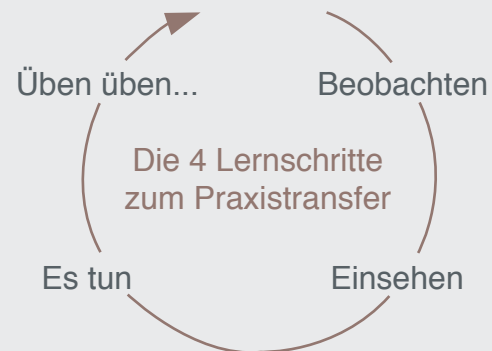 Üben üben...
Beobachten
Die 4 Lernschritte
zum Praxistransfer
Es tun
Einsehen